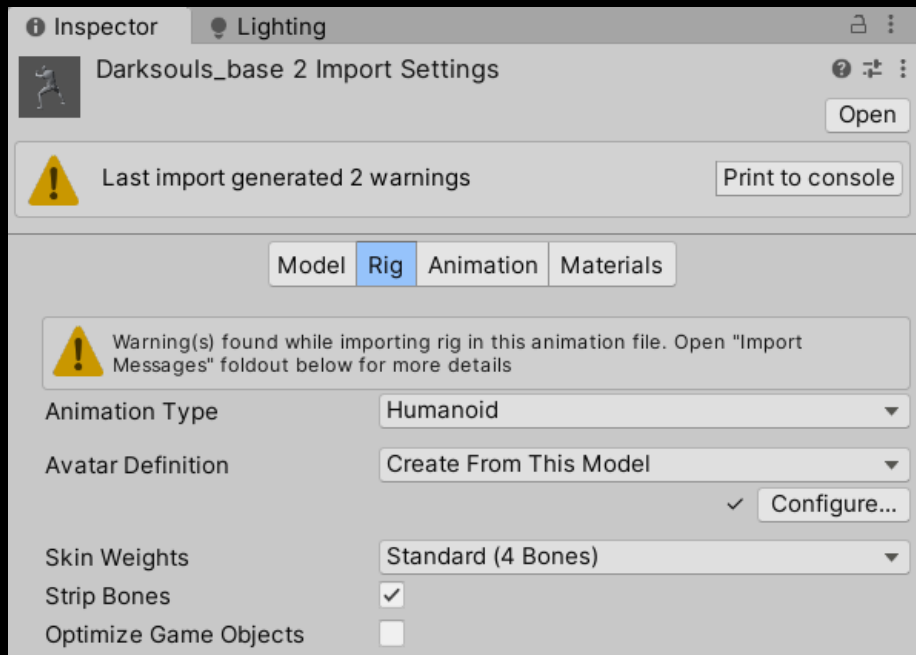 Inspector
Lighting
Darksouls_base 2 Import Settings
Open
Last import generated 2 warnings
Print to console
Model
Rig
Animation
Materials
Warning(s) found while importing rig in this animation file. Open "Import
Messages" foldout below for more details
Animation Type
Humanoid
Avatar Definition
Create From This Model
Configure...
Skin Weights
Standard (4 Bones)
Strip Bones
Optimize Game Objects